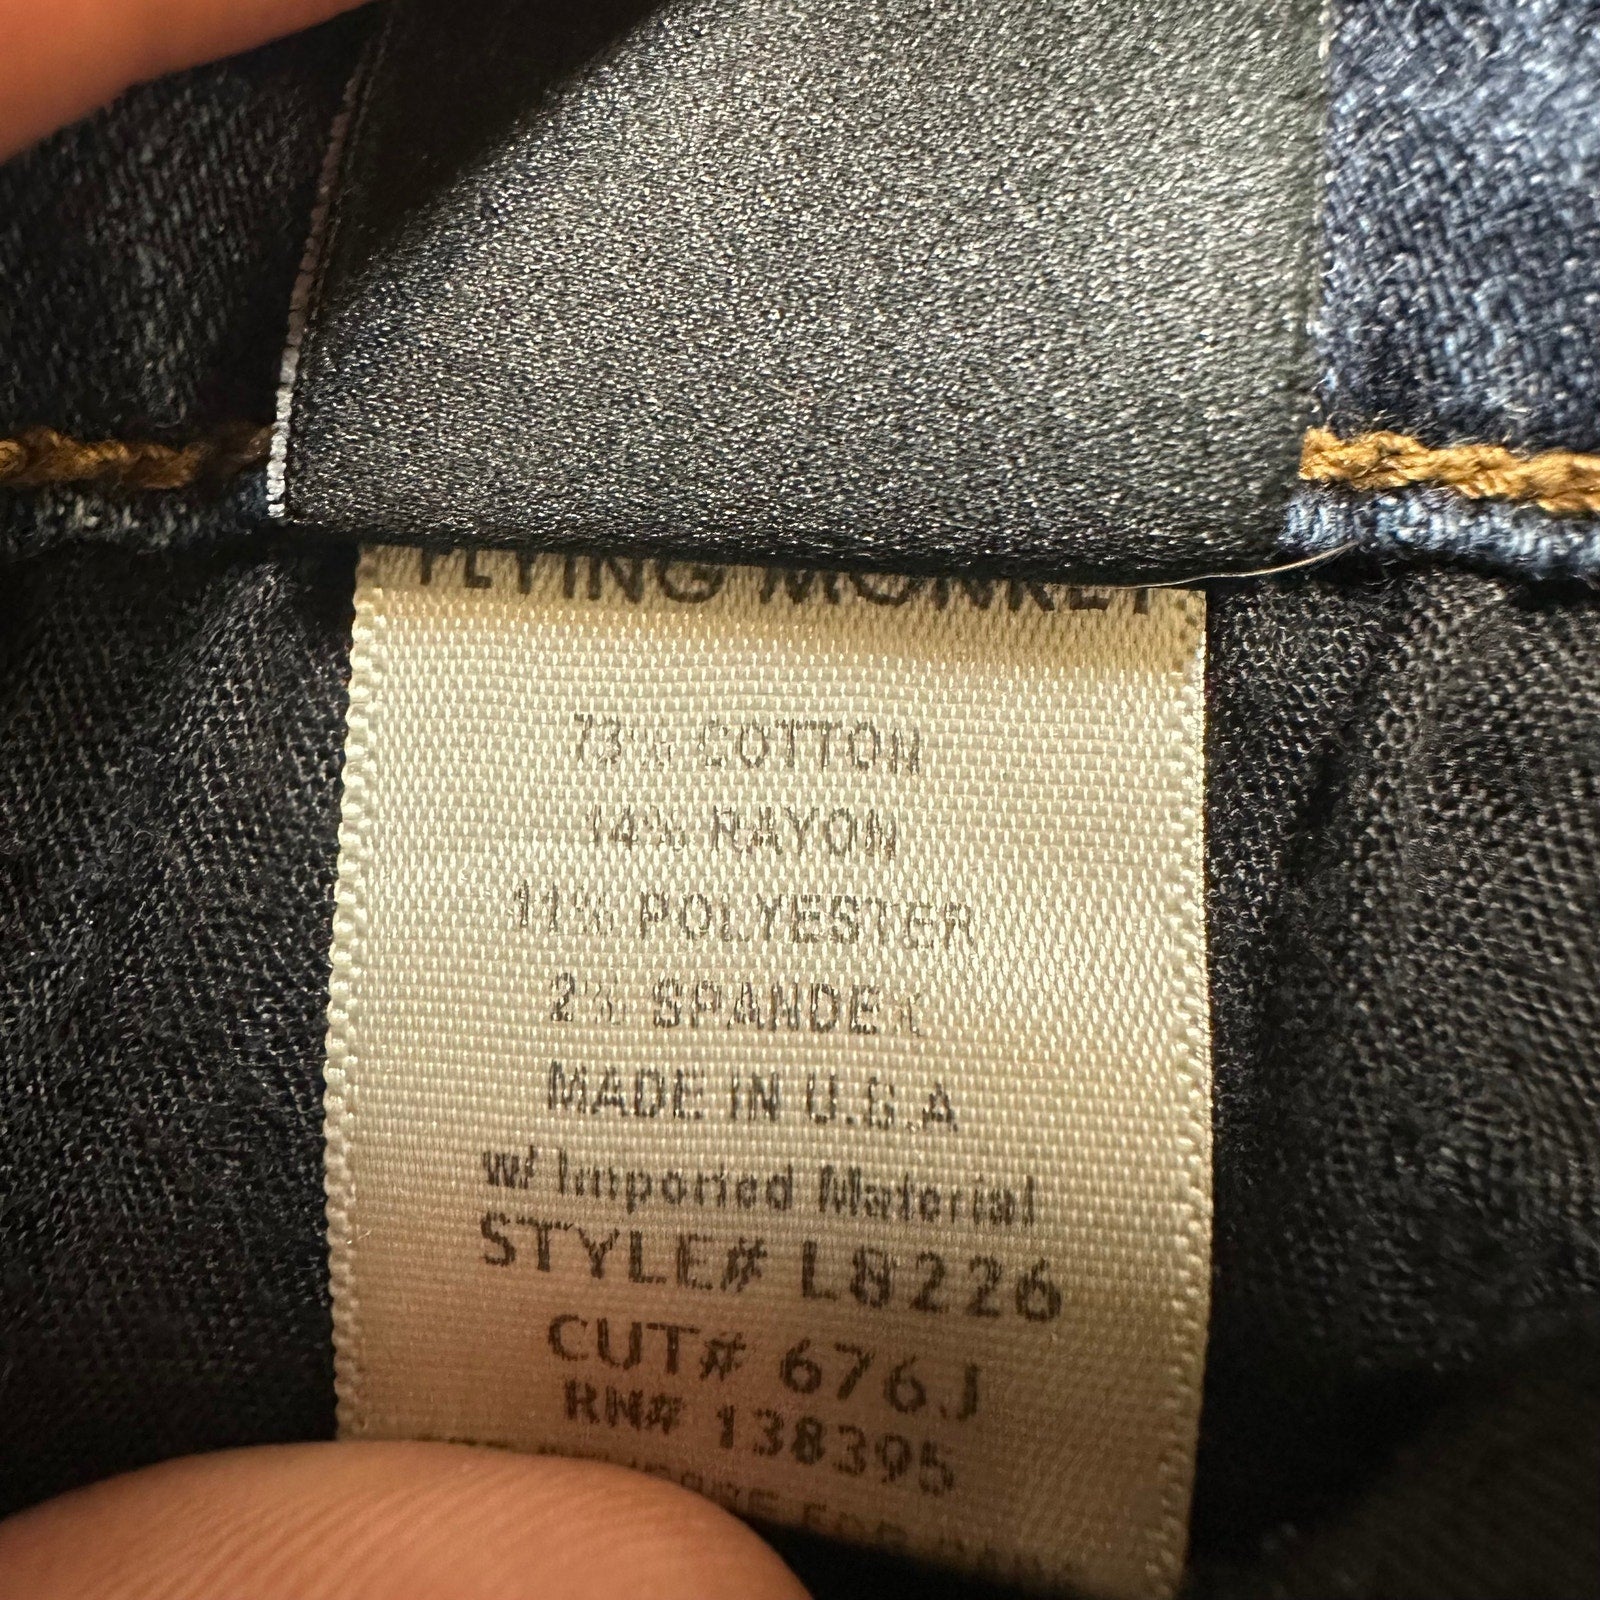 FLYING MONKEY
73% COTTON
14% RAYON
11% POLYESTER
2% SPANDEX
MADE IN U.S.A
w/ Imported Material
STYLE# L8226
CUT# 676J
RN# 138395